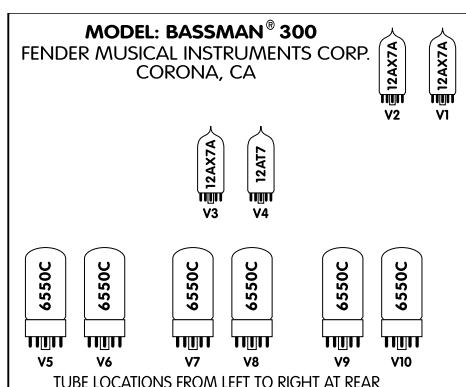 MODEL: BASSMAN® 300
FENDER MUSICAL INSTRUMENTS CORP.
CORONA, CA
12AX7A 12AX7A
V2 V1
12AX7A 12AT7
V3 V4
6550C 6550C 6550C 6550C 6550C 6550C
V5 V6 V7 V8 V9 V10
TUBE LOCATIONS FROM LEFT TO RIGHT AT REAR